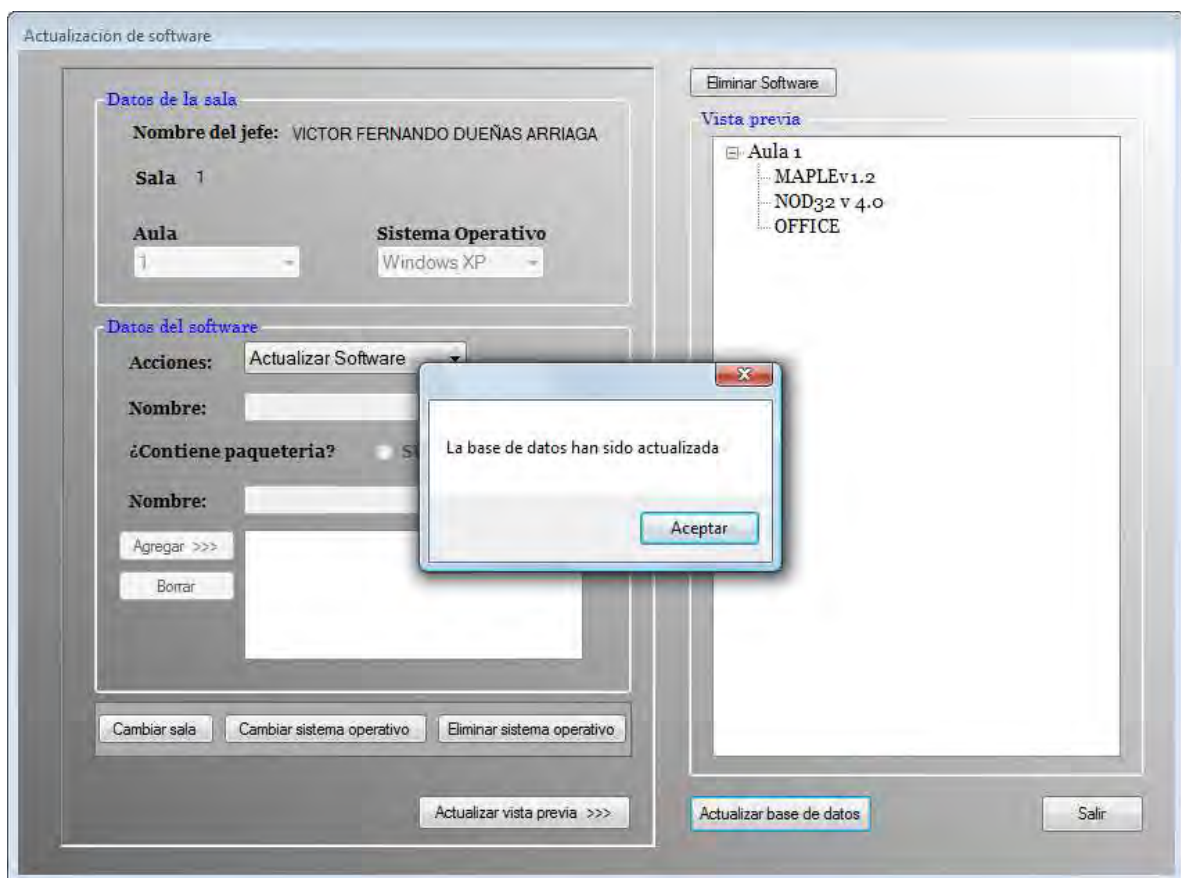 Actualización de software
Datos de la sala
Nombre del jefe: VICTOR FERNANDO DUEÑAS ARRIAGA
Sala 1
Aula
Sistema Operativo
1
Windows XP
Datos del software
Acciones: Actualizar Software
Nombre:
¿Contiene paqueteria?
Nombre:
Agregar >>>
Borrar
Cambiar sala
Cambiar sistema operativo
Eliminar sistema operativo
Actualizar vista previa >>>
La base de datos han sido actualizada
Aceptar
Eliminar Software
Vista previa
Aula 1
MAPLEv1.2
NOD32 v 4.0
OFFICE
Actualizar base de datos
Salir